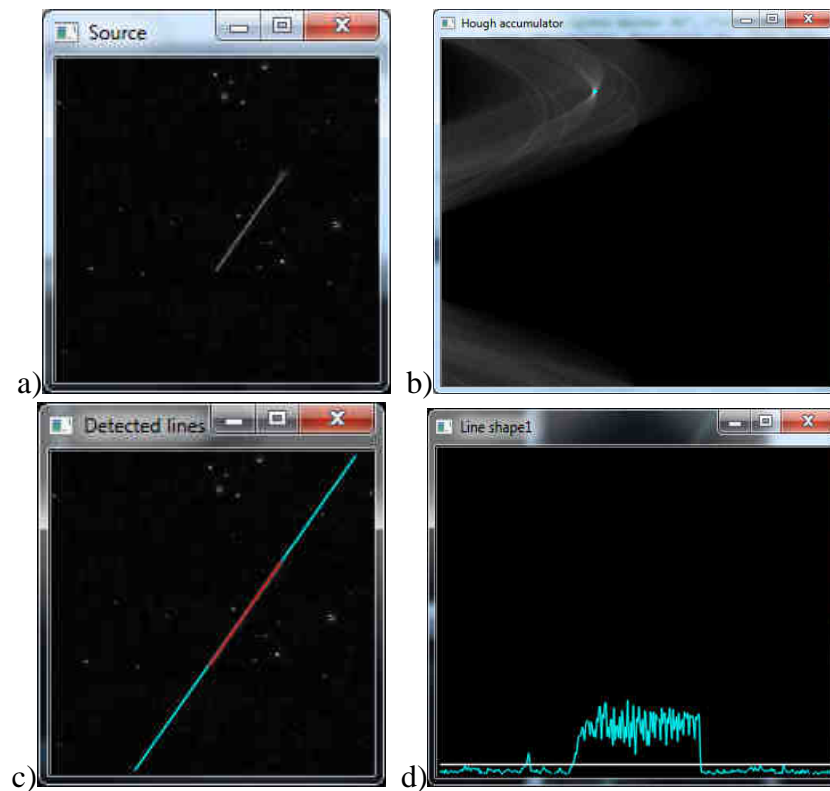 Source
Hough accumulator
a)
b)
Detected lines
Line shape1
c)
d)